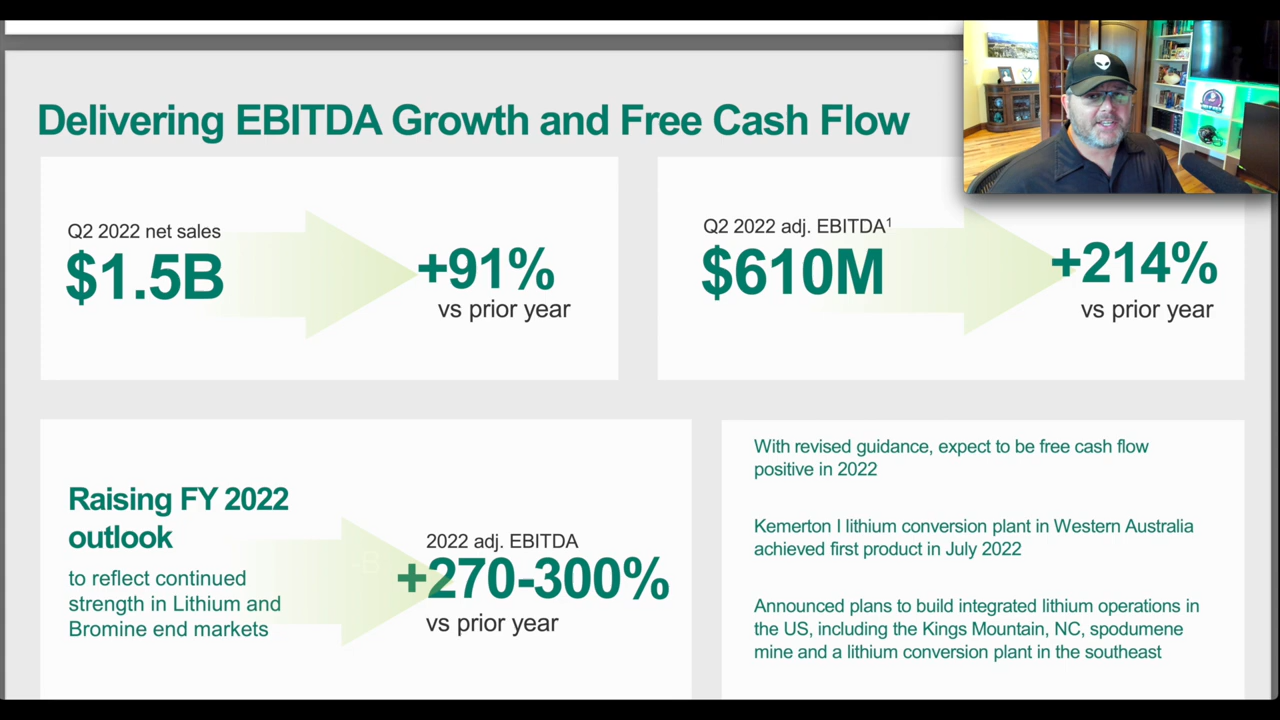 Delivering EBITDA Growth and Free Cash Flow
Q2 2022 net sales
$1.5B
+91%
vs prior year
Q2 2022 adj. EBITDA¹
$610M
+214%
vs prior year
Raising FY 2022
outlook
to reflect continued
strength in Lithium and
Bromine end markets
2022 adj. EBITDA
+270-300%
vs prior year
With revised guidance, expect to be free cash flow
positive in 2022
Kemerton I lithium conversion plant in Western Australia
achieved first product in July 2022
Announced plans to build integrated lithium operations in
the US, including the Kings Mountain, NC, spodumene
mine and a lithium conversion plant in the southeast